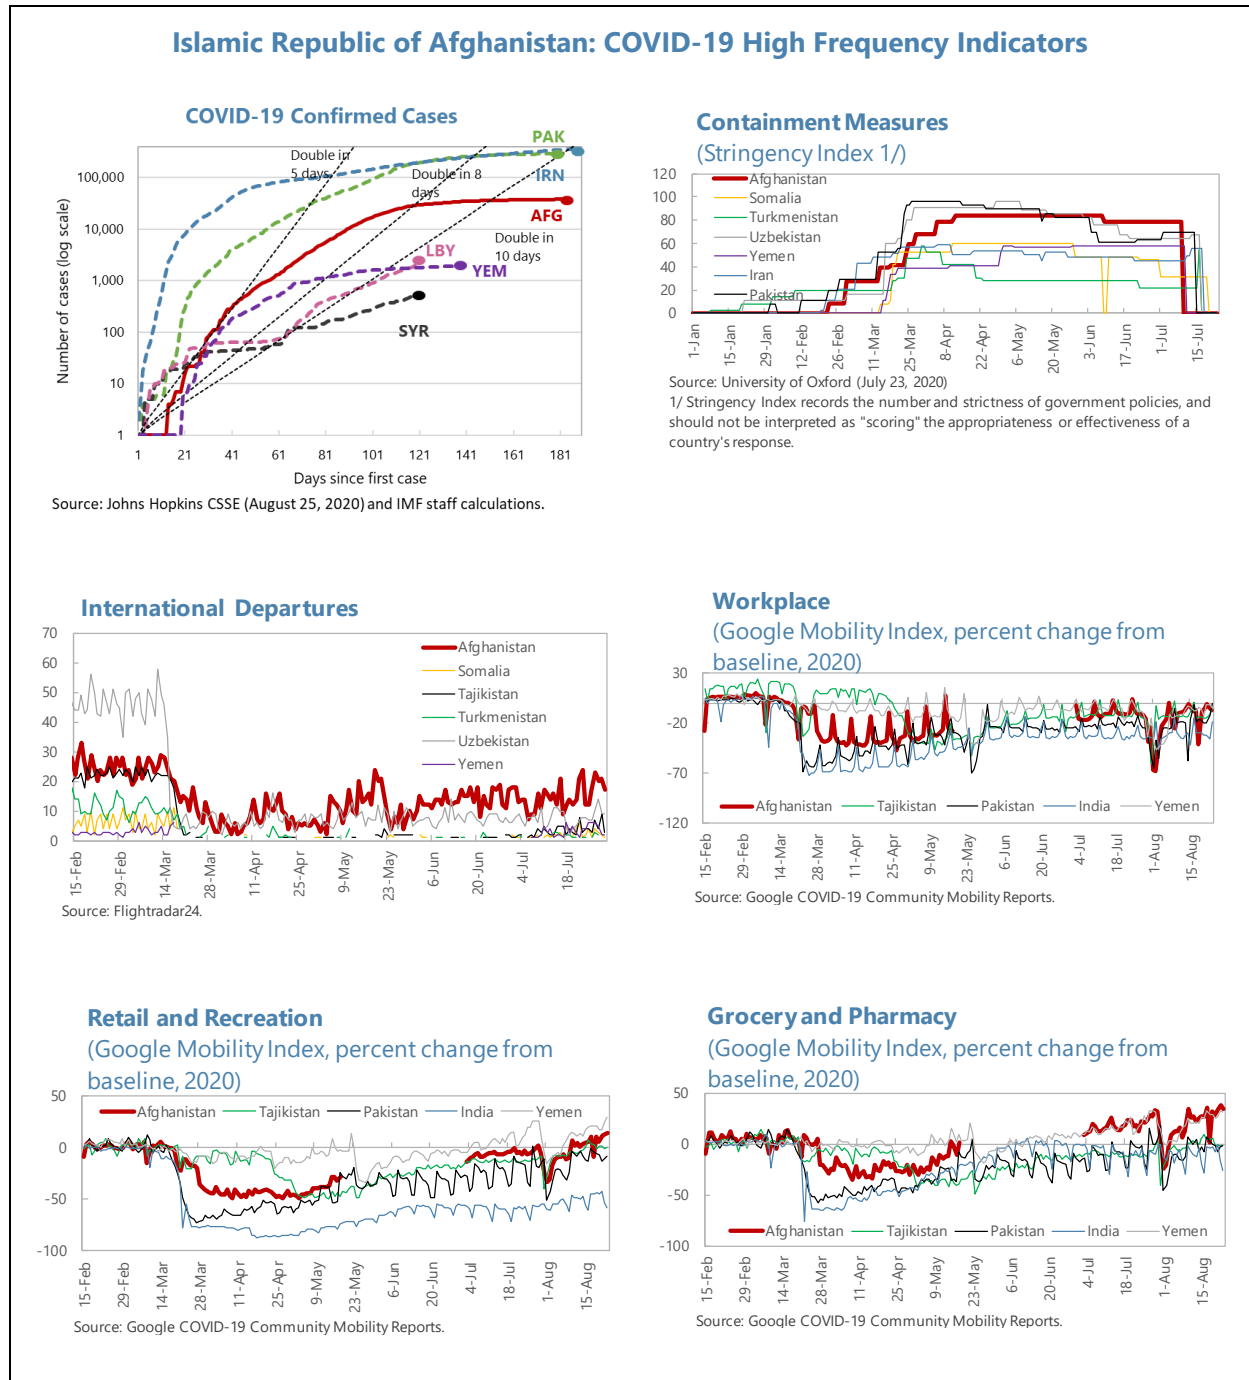 Islamic Republic of Afghanistan: COVID-19 High Frequency Indicators
COVID-19 Confirmed Cases
Number of cases (log scale)
100,000
10,000
1,000
100
10
1
Double in
5 days
Double in 8
days
Double in
10 days
PAK
IRN
AFG
LBY
YEM
SYR
1 21 41 61 81 101 121 141 161 181
Days since first case
Source: Johns Hopkins CSSE (August 25, 2020) and IMF staff calculations.
Containment Measures
(Stringency Index 1/)
120
100
80
60
40
20
0
Afghanistan
Somalia
Turkmenistan
Uzbekistan
Yemen
Iran
Pakistan
1-Jan 15-Jan 29-Jan 12-Feb 26-Feb 11-Mar 25-Mar 8-Apr 22-Apr 6-May 20-May 3-Jun 17-Jun 1-Jul 15-Jul
Source: University of Oxford (July 23, 2020)
1/ Stringency Index records the number and strictness of government policies, and
should not be interpreted as "scoring" the appropriateness or effectiveness of a
country's response.
International Departures
70
60
50
40
30
20
10
0
Afghanistan
Somalia
Tajikistan
Turkmenistan
Uzbekistan
Yemen
15-Feb 29-Feb 14-Mar 28-Mar 11-Apr 25-Apr 9-May 23-May 6-Jun 20-Jun 4-Jul 18-Jul
Source: Flightradar24.
Workplace
(Google Mobility Index, percent change from
baseline, 2020)
30
-20
-70
-120
Afghanistan Tajikistan Pakistan India Yemen
15-Feb 29-Feb 14-Mar 28-Mar 11-Apr 25-Apr 9-May 23-May 6-Jun 20-Jun 4-Jul 18-Jul 1-Aug 15-Aug
Source: Google COVID-19 Community Mobility Reports.
Retail and Recreation
(Google Mobility Index, percent change from
baseline, 2020)
50
0
-50
-100
Afghanistan Tajikistan Pakistan India Yemen
15-Feb 29-Feb 14-Mar 28-Mar 11-Apr 25-Apr 9-May 23-May 6-Jun 20-Jun 4-Jul 18-Jul 1-Aug 15-Aug
Source: Google COVID-19 Community Mobility Reports.
Grocery and Pharmacy
(Google Mobility Index, percent change from
baseline, 2020)
50
0
-50
-100
Afghanistan Tajikistan Pakistan India Yemen
15-Feb 29-Feb 14-Mar 28-Mar 11-Apr 25-Apr 9-May 23-May 6-Jun 20-Jun 4-Jul 18-Jul 1-Aug 15-Aug
Source: Google COVID-19 Community Mobility Reports.